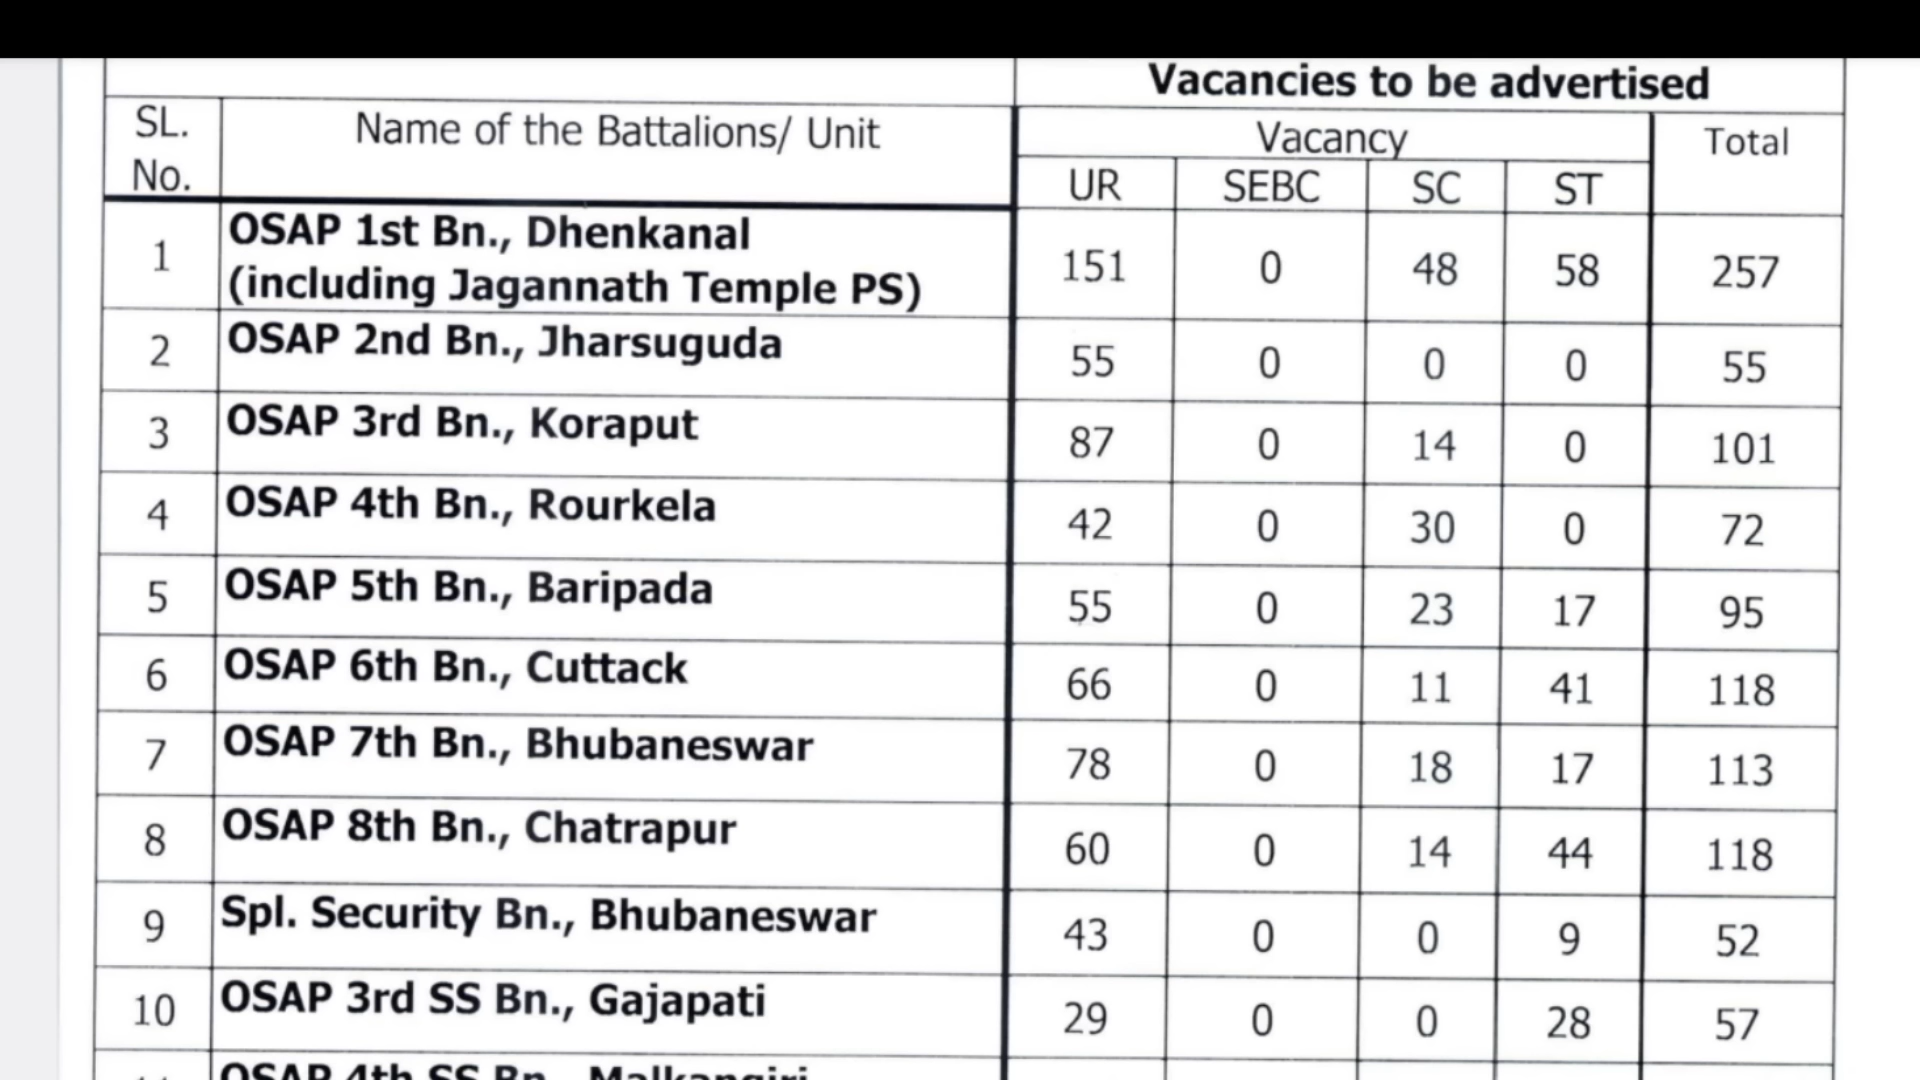 Vacancies to be advertised
SL. No. Name of the Battalions/ Unit Vacancy Total
UR SEBC SC ST
1 OSAP 1st Bn., Dhenkanal
(including Jagannath Temple PS) 151 0 48 58 257
2 OSAP 2nd Bn., Jharsuguda 55 0 0 0 55
3 OSAP 3rd Bn., Koraput 87 0 14 0 101
4 OSAP 4th Bn., Rourkela 42 0 30 0 72
5 OSAP 5th Bn., Baripada 55 0 23 17 95
6 OSAP 6th Bn., Cuttack 66 0 11 41 118
7 OSAP 7th Bn., Bhubaneswar 78 0 18 17 113
8 OSAP 8th Bn., Chatrapur 60 0 14 44 118
9 Spl. Security Bn., Bhubaneswar 43 0 0 9 52
10 OSAP 3rd SS Bn., Gajapati 29 0 0 28 57
OSAP 4th SS Bn., Malkangiri